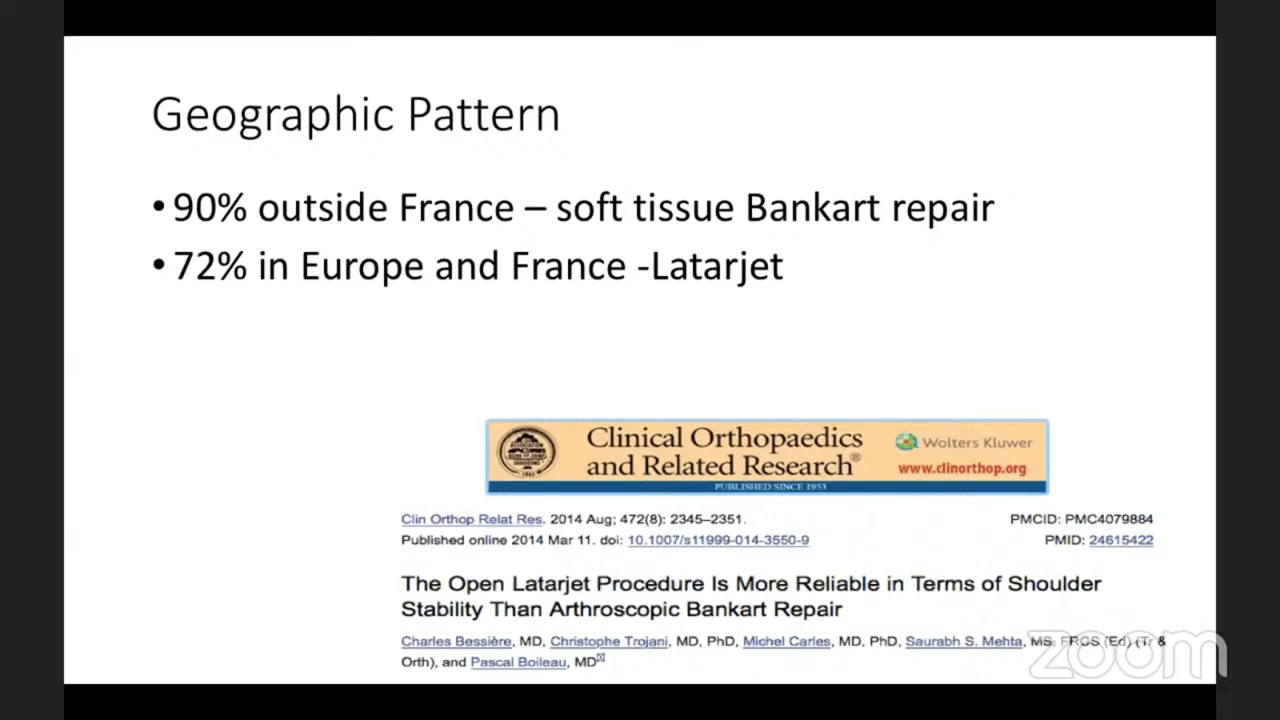 Geographic Pattern
• 90% outside France – soft tissue Bankart repair
• 72% in Europe and France -Latarjet
Clinical Orthopaedics
and Related Research®
Wolters Kluwer
www.clinorthop.org
PUBLISHED SINCE 1953
Clin Orthop Relat Res. 2014 Aug; 472(8): 2345–2351.
PMCID: PMC4079884
Published online 2014 Mar 11. doi: 10.1007/s11999-014-3550-9
PMID: 24615422
The Open Latarjet Procedure Is More Reliable in Terms of Shoulder
Stability Than Arthroscopic Bankart Repair
Charles Bessière, MD, Christophe Trojani, MD, PhD, Michel Carles, MD, PhD, Saurabh S. Mehta, MS, FRCS (Ed) (Tr &
Orth), and Pascal Boileau, MD
zoom